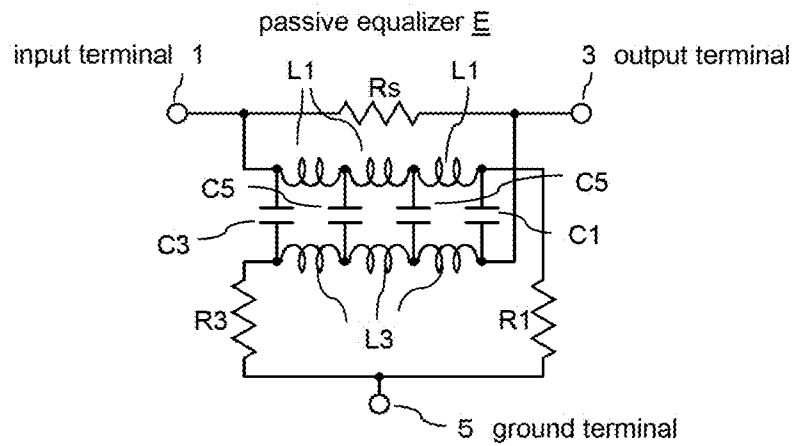 passive equalizer E
input terminal 1
3 output terminal
L1
Rs
L1
C5
C5
C3
C1
R3
L3
R1
5 ground terminal